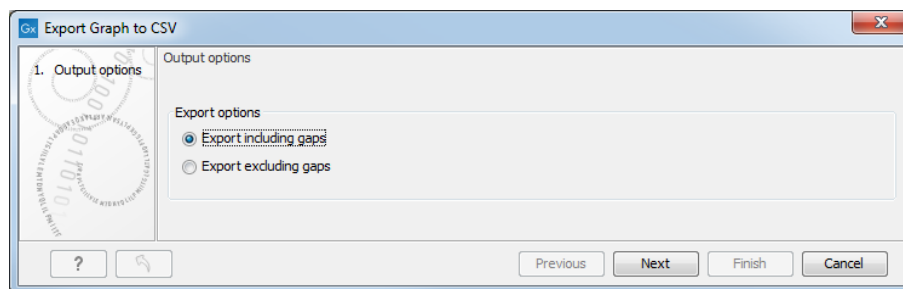 Gx Export Graph to CSV
1. Output options
Output options
Export options
Export including gaps
Export excluding gaps
? Previous Next Finish Cancel